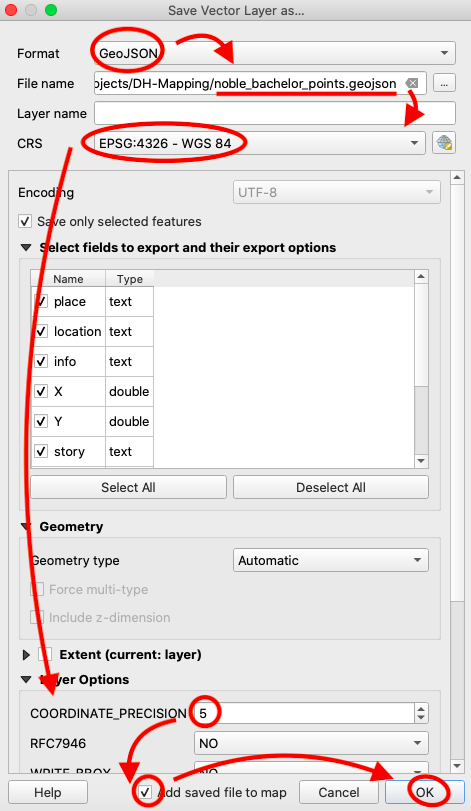 Save Vector Layer as...
Format GeoJSON
File name ojects/DH-Mapping/noble_bachelor_points.geojson ...
Layer name
CRS EPSG:4326 - WGS 84
Encoding UTF-8
Save only selected features
Select fields to export and their export options
Name Type
place text
location text
info text
X double
Y double
story text
Select All Deselect All
Geometry
Geometry type Automatic
Force multi-type
Include z-dimension
Extent (current: layer)
Layer Options
COORDINATE_PRECISION 5
RFC7946 NO
WRITE_BBOX NO
Help Add saved file to map Cancel OK